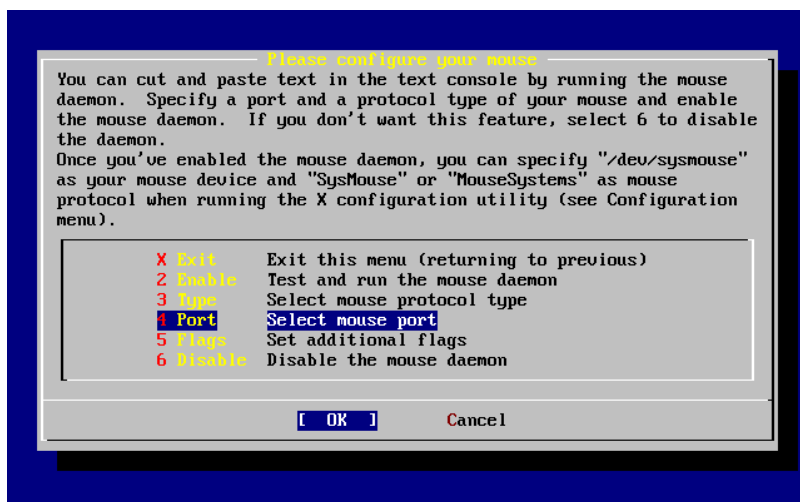 Please configure your mouse
You can cut and paste text in the text console by running the mouse
daemon.  Specify a port and a protocol type of your mouse and enable
the mouse daemon.  If you don't want this feature, select 6 to disable
the daemon.
Once you've enabled the mouse daemon, you can specify "/dev/sysmouse"
as your mouse device and "SysMouse" or "MouseSystems" as mouse
protocol when running the X configuration utility (see Configuration
menu).
X Exit Exit this menu (returning to previous)
2 Enable Test and run the mouse daemon
3 Type Select mouse protocol type
4 Port Select mouse port
5 Flags Set additional flags
6 Disable Disable the mouse daemon
[ OK ] Cancel